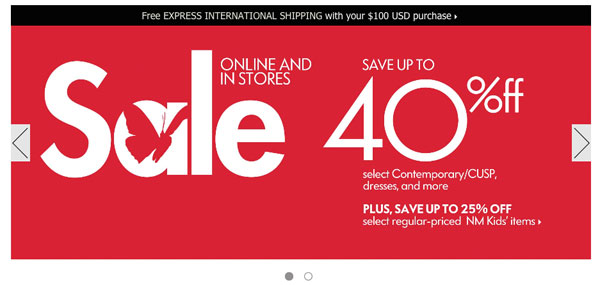 Free EXPRESS INTERNATIONAL SHIPPING with your $100 USD purchase
Sale
ONLINE AND
IN STORES
SAVE UP TO
40%off
select Contemporary/CUSP,
dresses, and more
PLUS, SAVE UP TO 25% OFF
select regular-priced NM Kids' items